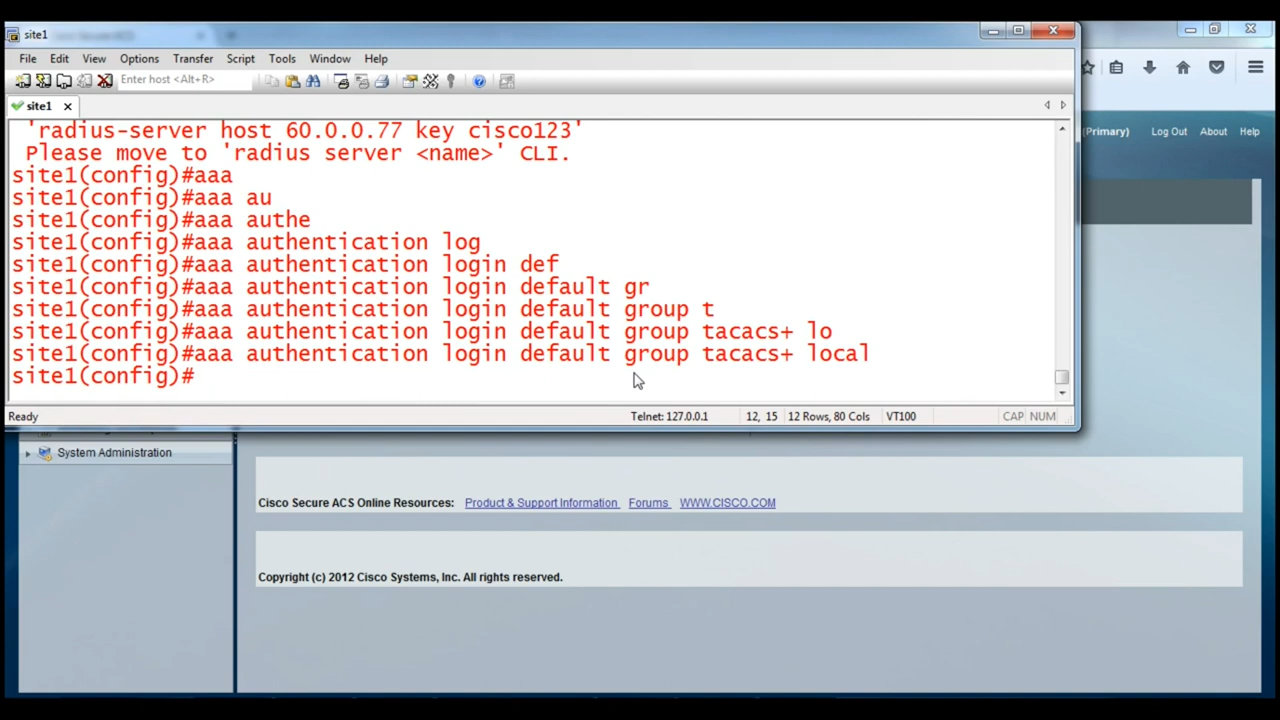 site1
File Edit View Options Transfer Script Tools Window Help
Enter host <Alt+R>
site1
'radius-server host 60.0.0.77 key cisco123'
Please move to 'radius server <name>' CLI.
site1(config)#aaa
site1(config)#aaa au
site1(config)#aaa authe
site1(config)#aaa authentication log
site1(config)#aaa authentication login def
site1(config)#aaa authentication login default gr
site1(config)#aaa authentication login default group t
site1(config)#aaa authentication login default group tacacs+ lo
site1(config)#aaa authentication login default group tacacs+ local
site1(config)#
Ready Telnet: 127.0.0.1 12, 15 12 Rows, 80 Cols VT100 CAP NUM
(Primary) Log Out About Help
System Administration
Cisco Secure ACS Online Resources: Product & Support Information Forums WWW.CISCO.COM
Copyright (c) 2012 Cisco Systems, Inc. All rights reserved.